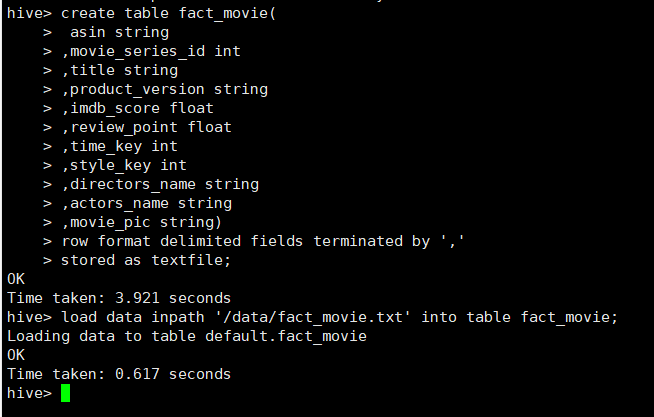 hive> create table fact_movie(
    >  asin string
    > ,movie_series_id int
    > ,title string
    > ,product_version string
    > ,imdb_score float
    > ,review_point float
    > ,time_key int
    > ,style_key int
    > ,directors_name string
    > ,actors_name string
    > ,movie_pic string)
    > row format delimited fields terminated by ','
    > stored as textfile;
OK
Time taken: 3.921 seconds
hive> load data inpath '/data/fact_movie.txt' into table fact_movie;
Loading data to table default.fact_movie
OK
Time taken: 0.617 seconds
hive>